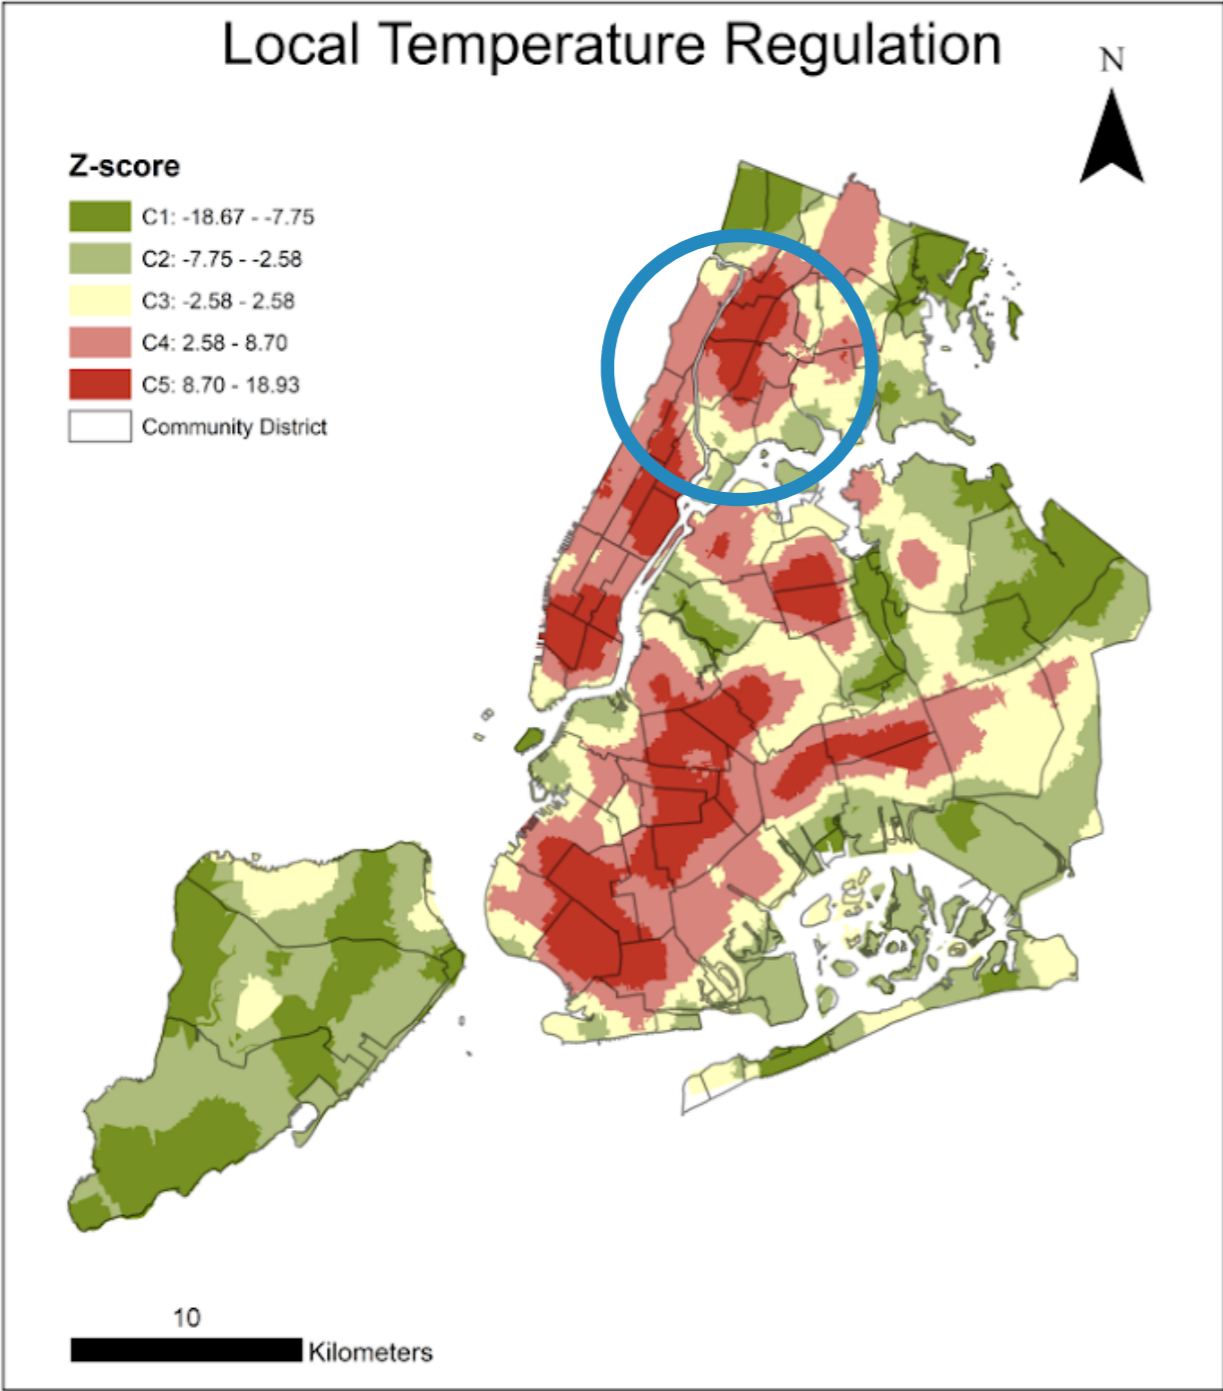 Local Temperature Regulation
N
Z-score
C1: -18.67 - -7.75
C2: -7.75 - -2.58
C3: -2.58 - 2.58
C4: 2.58 - 8.70
C5: 8.70 - 18.93
Community District
10
Kilometers